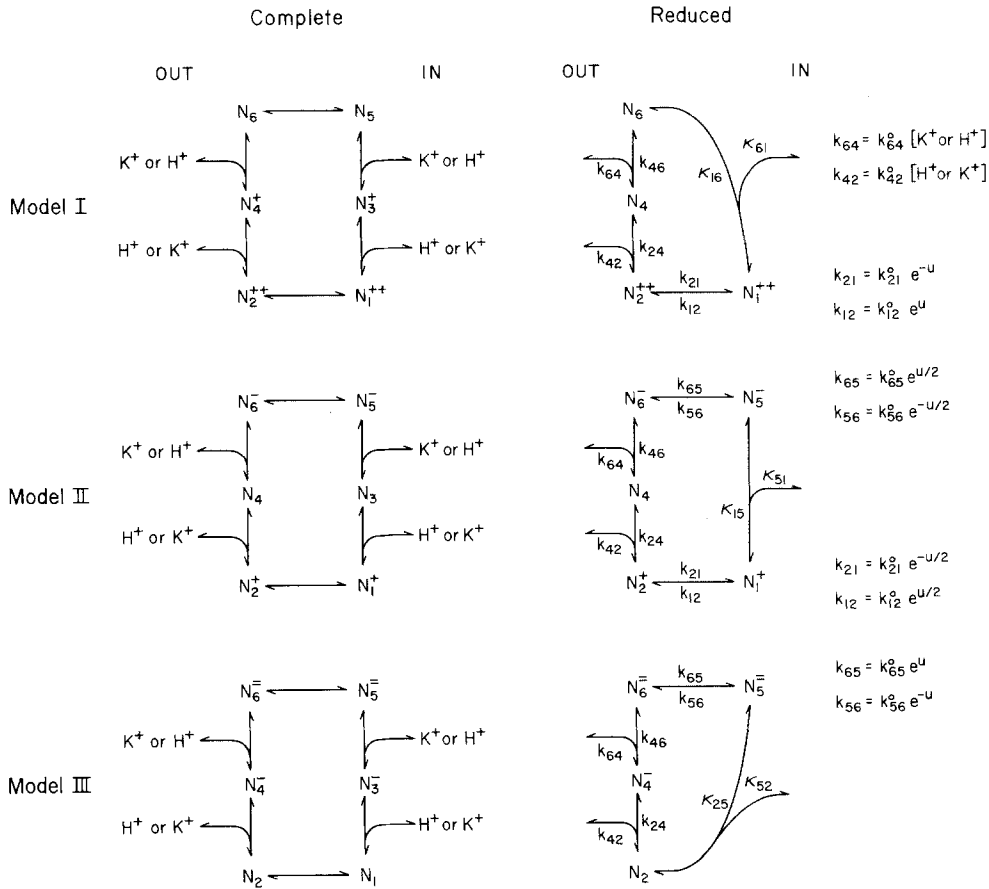 Complete Reduced
OUT IN OUT IN
Model I
N₆ N₅
K⁺ or H⁺ K⁺ or H⁺
N₄⁺ N₃⁺
H⁺ or K⁺ H⁺ or K⁺
N₂⁺⁺ N₁⁺⁺
N₆
κ₆₁
κ₁₆
k₆₄ k₄₆
N₄
k₄₂ k₂₄
k₂₁
N₂⁺⁺ N₁⁺⁺
k₁₂
k₆₄ = k°₆₄ [K⁺ or H⁺]
k₄₂ = k°₄₂ [H⁺ or K⁺]
k₂₁ = k°₂₁ e⁻ᵘ
k₁₂ = k°₁₂ eᵘ
Model II
N₆⁻ N₅⁻
K⁺ or H⁺ K⁺ or H⁺
N₄ N₃
H⁺ or K⁺ H⁺ or K⁺
N₂⁺ N₁⁺
k₆₅
N₆⁻ N₅⁻
k₅₆
k₆₄ k₄₆
N₄
κ₅₁
κ₁₅
k₄₂ k₂₄
k₂₁
N₂⁺ N₁⁺
k₁₂
k₆₅ = k°₆₅ e^u/2
k₅₆ = k°₅₆ e^-u/2
k₂₁ = k°₂₁ e^-u/2
k₁₂ = k°₁₂ e^u/2
Model III
N₆⁼ N₅⁼
K⁺ or H⁺ K⁺ or H⁺
N₄⁻ N₃⁻
H⁺ or K⁺ H⁺ or K⁺
N₂ N₁
k₆₅
N₆⁼ N₅⁼
k₅₆
k₆₄ k₄₆
N₄⁻
κ₂₅ κ₅₂
k₄₂ k₂₄
N₂
k₆₅ = k°₆₅ eᵘ
k₅₆ = k°₅₆ e⁻ᵘ